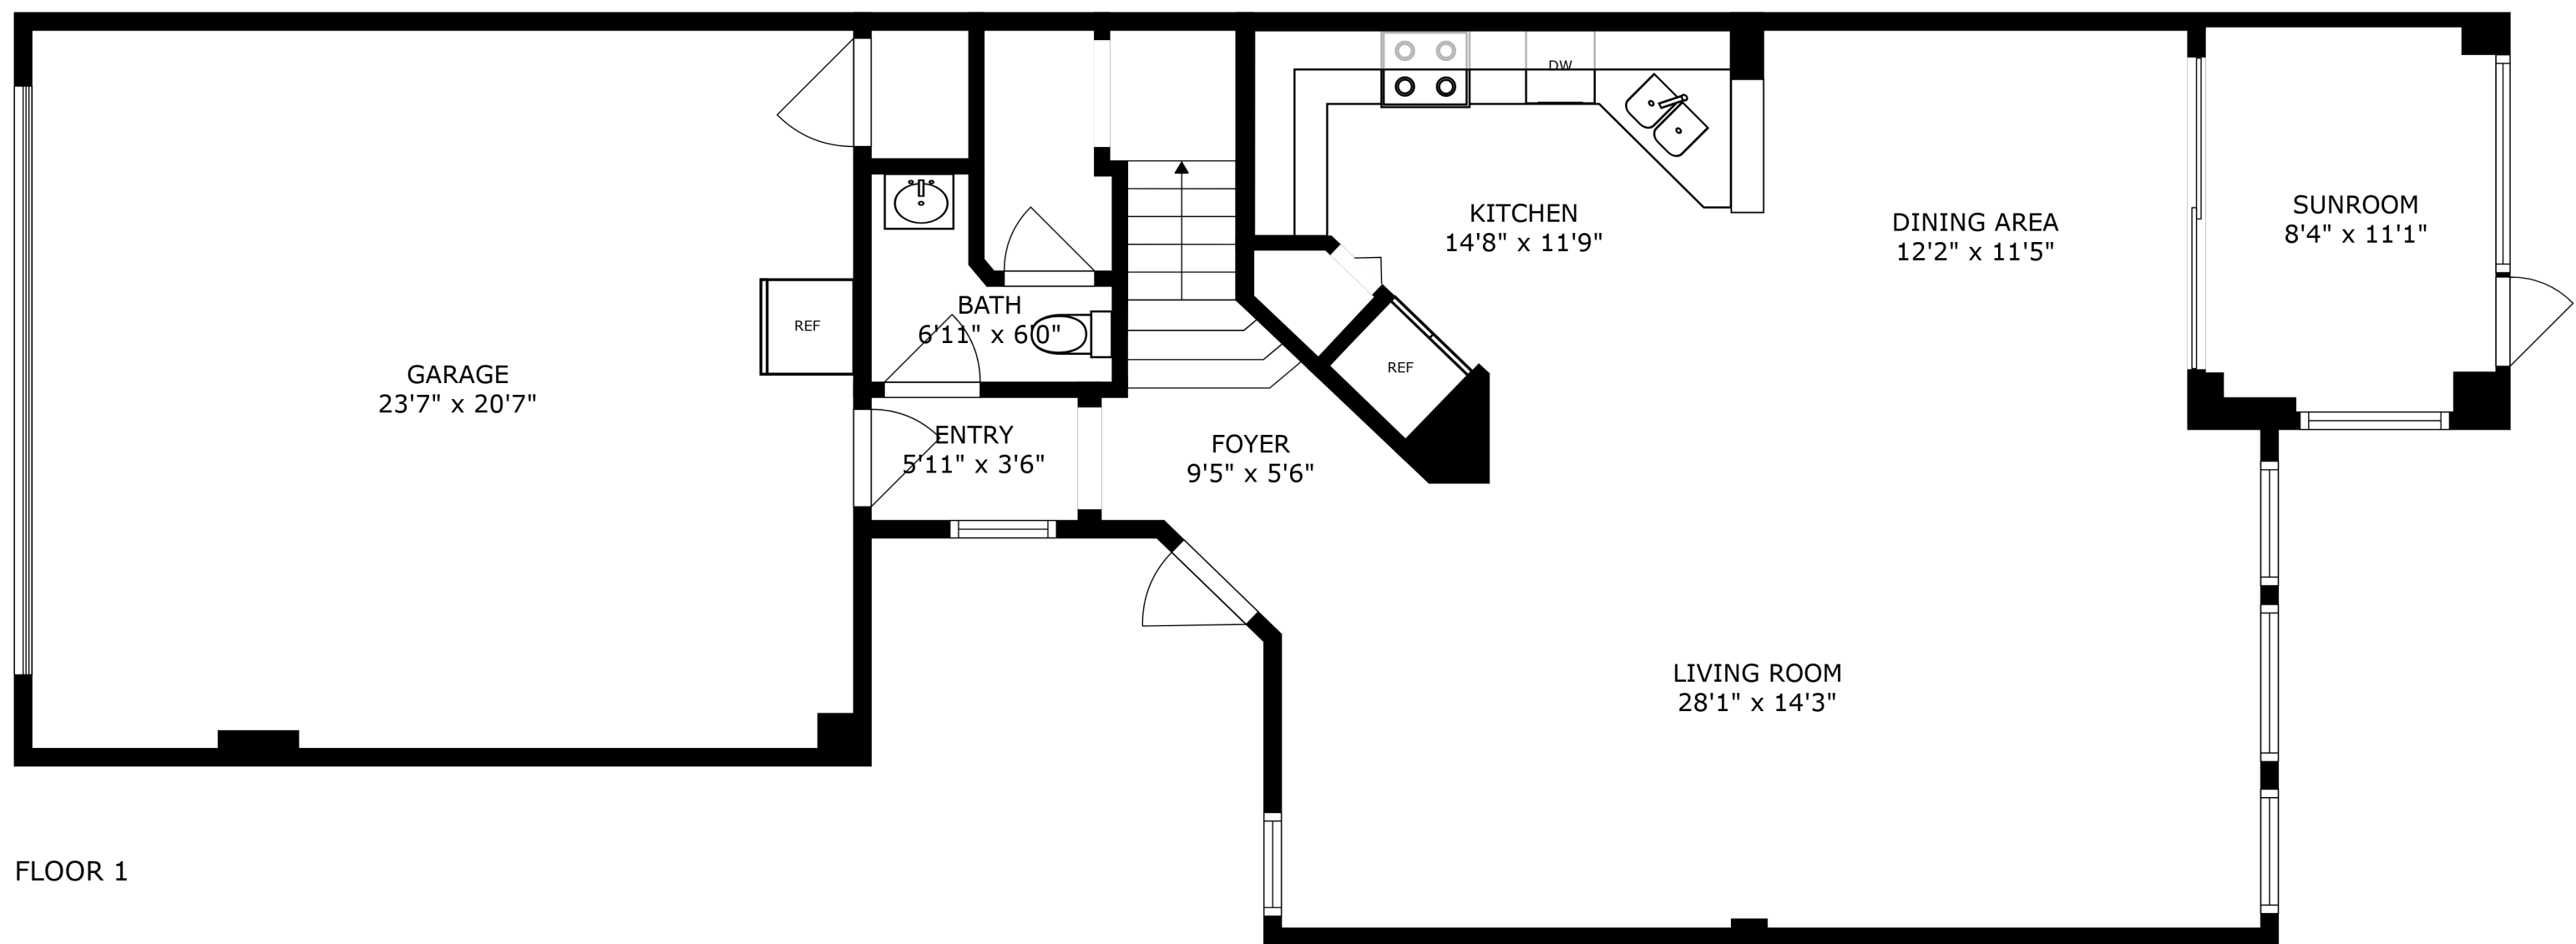 DW
KITCHEN
14'8" x 11'9"
DINING AREA
12'2" x 11'5"
SUNROOM
8'4" x 11'1"
BATH
6'11" x 6'0"
REF
REF
GARAGE
23'7" x 20'7"
ENTRY
5'11" x 3'6"
FOYER
9'5" x 5'6"
LIVING ROOM
28'1" x 14'3"
FLOOR 1